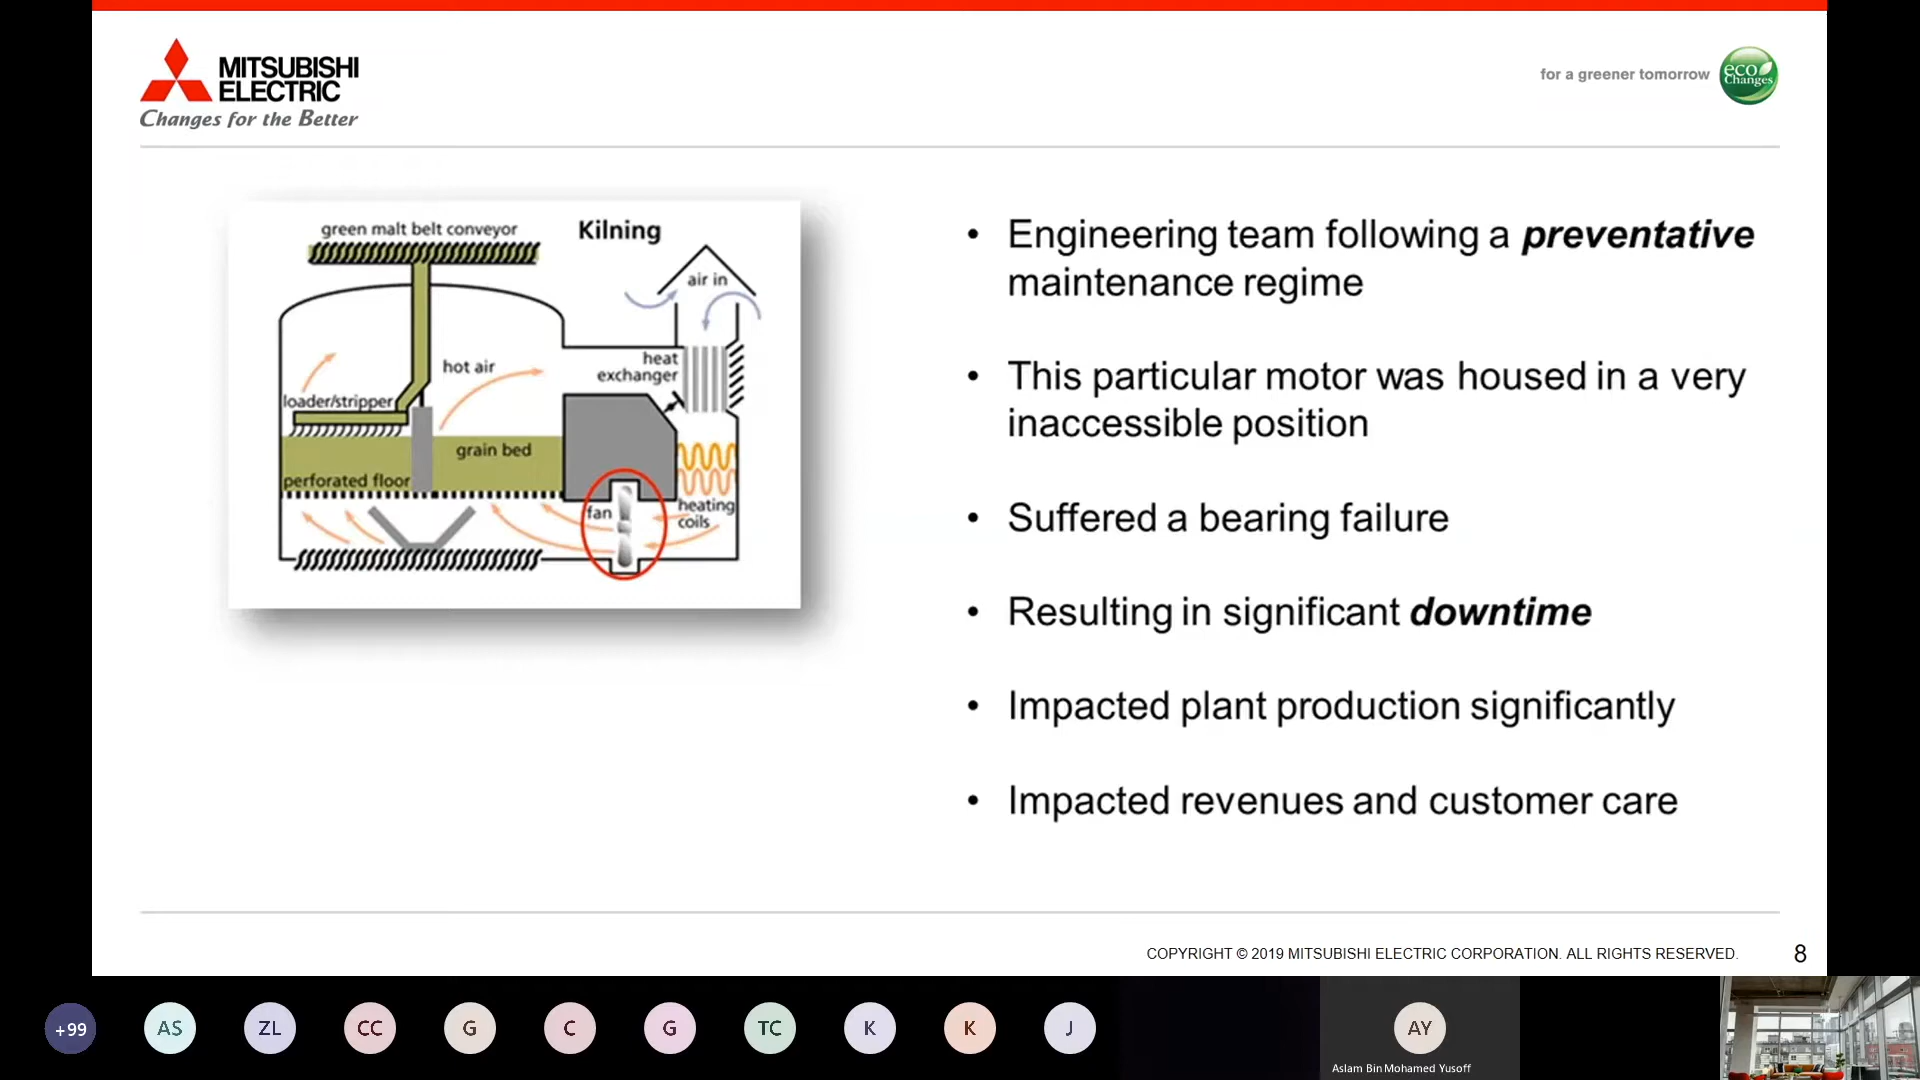 MITSUBISHI
ELECTRIC
Changes for the Better
for a greener tomorrow
eco
Changes
green malt belt conveyor
Kilning
air in
heat
exchanger
hot air
loader/stripper
grain bed
perforated floor
fan
heating
coils
• Engineering team following a preventative
maintenance regime
• This particular motor was housed in a very
inaccessible position
• Suffered a bearing failure
• Resulting in significant downtime
• Impacted plant production significantly
• Impacted revenues and customer care
COPYRIGHT © 2019 MITSUBISHI ELECTRIC CORPORATION. ALL RIGHTS RESERVED.
8
+99
AS
ZL
CC
G
C
G
TC
K
K
J
AY
Aslam Bin Mohamed Yusoff